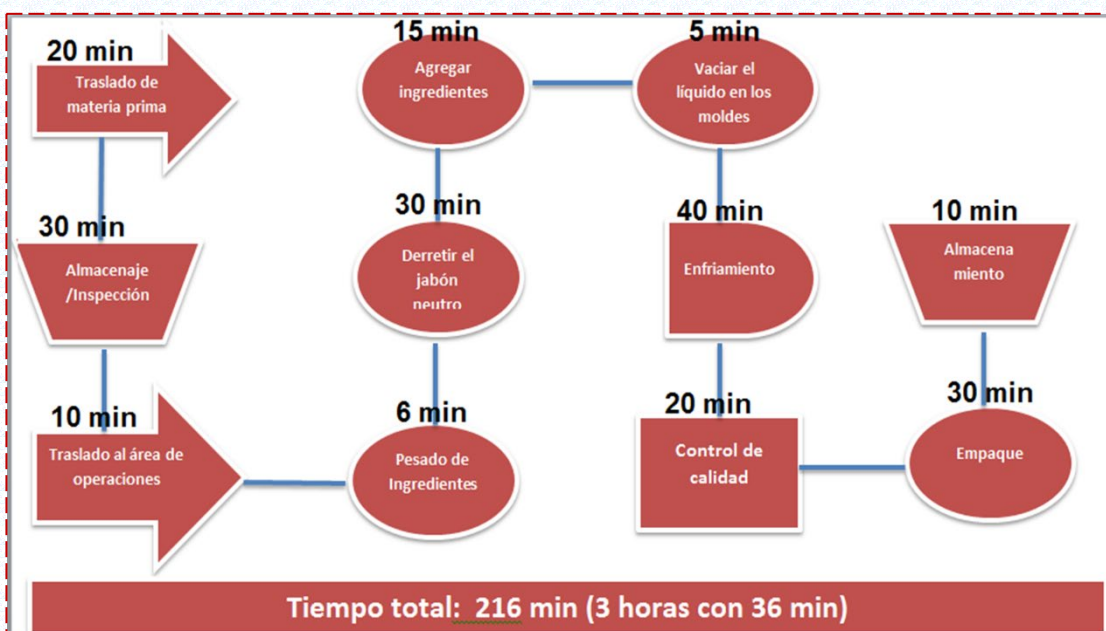 20 min
Traslado de
materia prima
30 min
Almacenaje
/Inspección
10 min
Traslado al área de
operaciones
6 min
Pesado de
Ingredientes
30 min
Derretir el
jabón
neutro
15 min
Agregar
ingredientes
5 min
Vaciar el
líquido en los
moldes
40 min
Enfriamiento
20 min
Control de
calidad
30 min
Empaque
10 min
Almacena
miento
Tiempo total: 216 min (3 horas con 36 min)